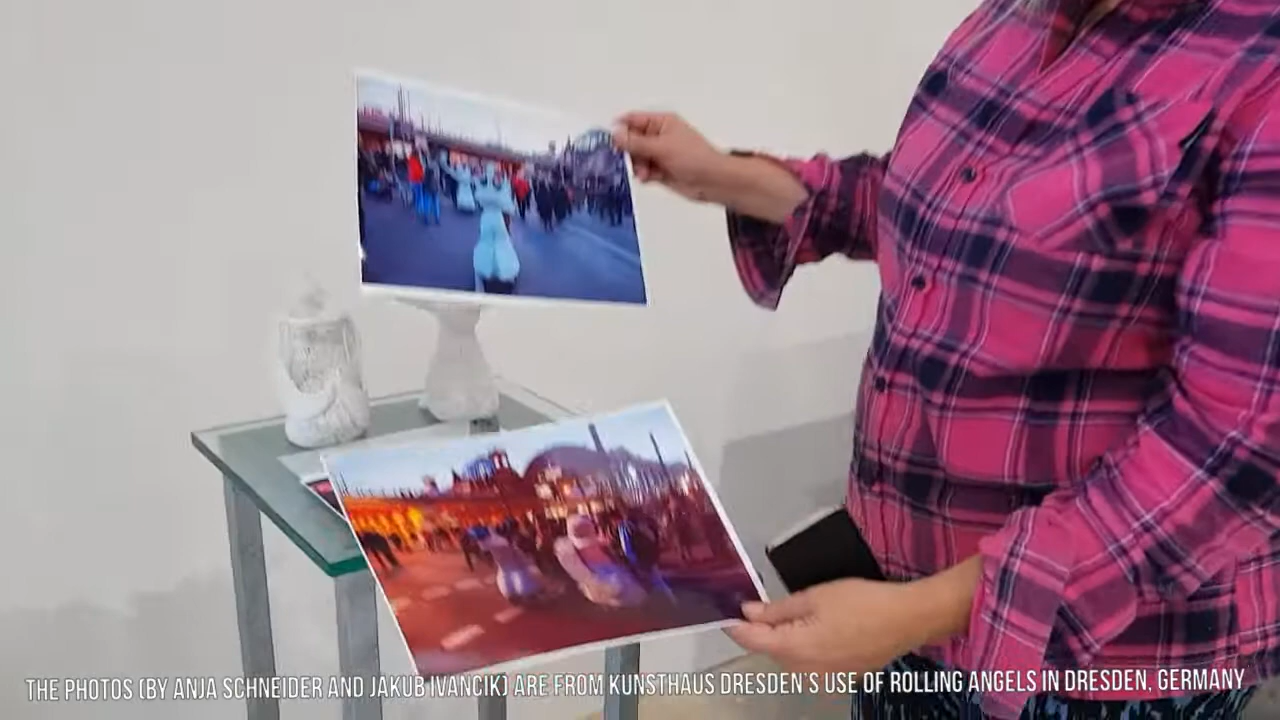 THE PHOTOS (BY ANJA SCHNEIDER AND JAKUB IVANCIK) ARE FROM KUNSTHAUS DRESDEN'S USE OF ROLLING ANGELS IN DRESDEN, GERMANY